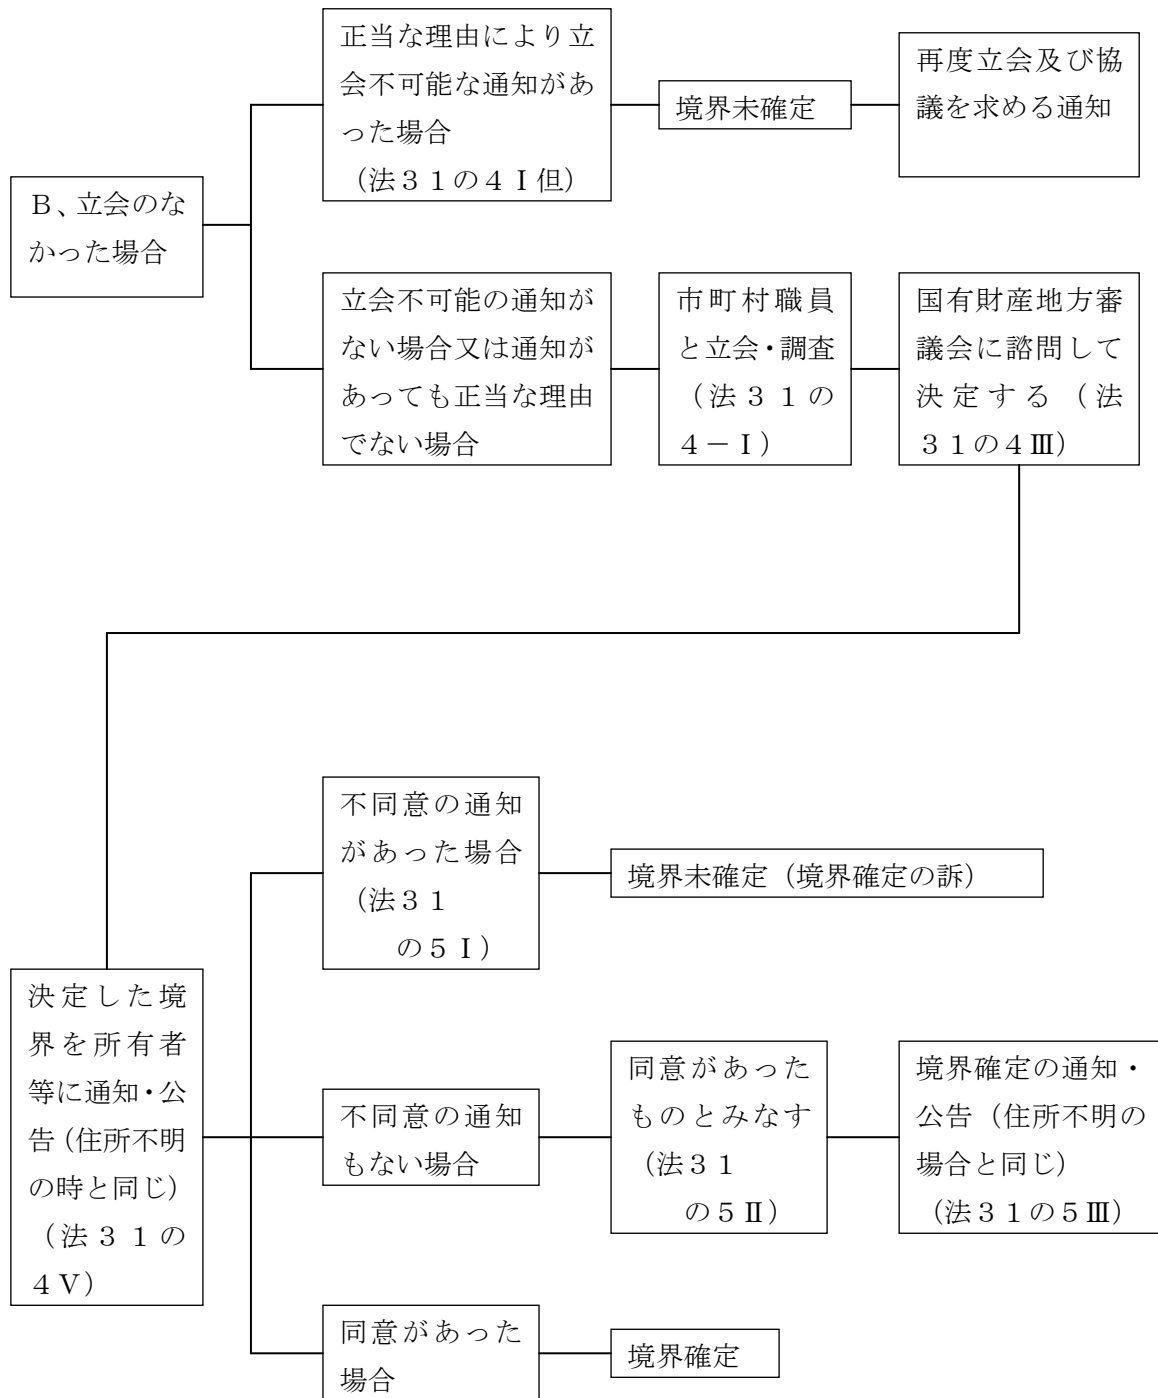 正当な理由により立
会不可能な通知があ
った場合
（法３１の４Ⅰ但）
境界未確定
再度立会及び協
議を求める通知
Ｂ、立会のな
かった場合
立会不可能の通知が
ない場合又は通知が
あっても正当な理由
でない場合
市町村職員
と立会・調査
（法３１の
４－Ⅰ）
国有財産地方審
議会に諮問して
決定する（法
３１の４Ⅲ）
不同意の通知
があった場合
（法３１
の５Ⅰ）
境界未確定（境界確定の訴）
決定した境
界を所有者
等に通知・公
告（住所不明
の時と同じ）
（法３１の
４Ⅴ）
不同意の通知
もない場合
同意があった
ものとみなす
（法３１
の５Ⅱ）
境界確定の通知・
公告（住所不明の
場合と同じ）
（法３１の５Ⅲ）
同意があった
場合
境界確定